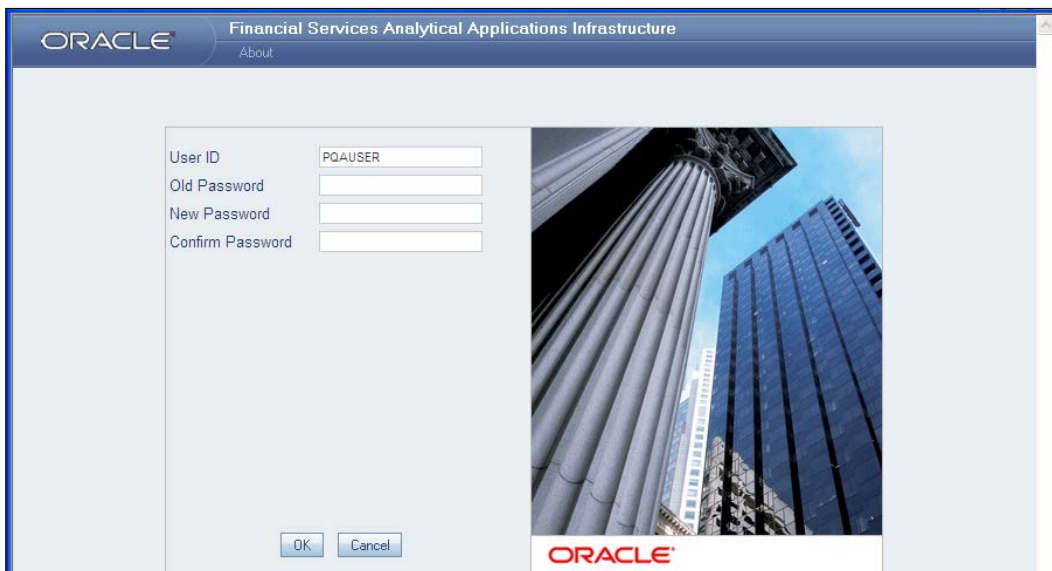 ORACLE
Financial Services Analytical Applications Infrastructure
About
User ID
PQAUSER
Old Password
New Password
Confirm Password
OK
Cancel
ORACLE